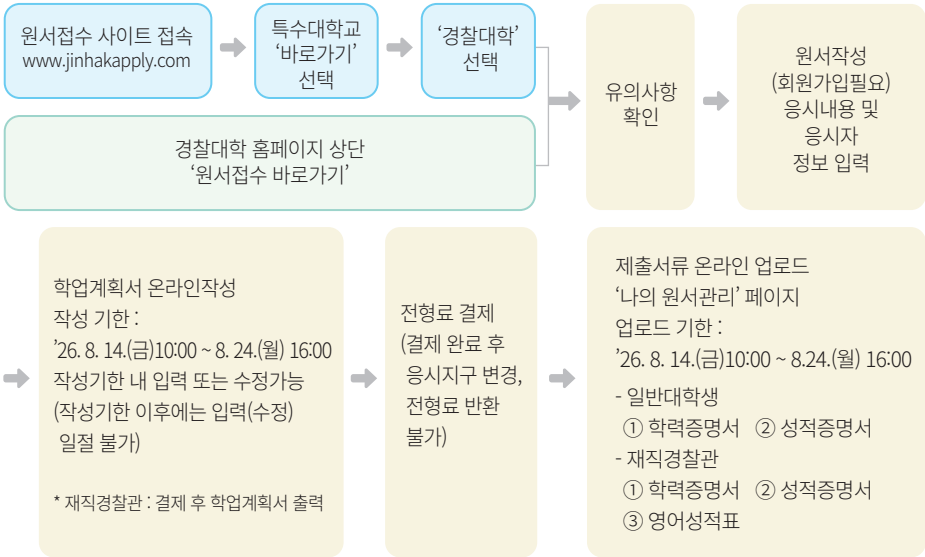 원서접수 사이트 접속
www.jinhakapply.com
특수대학교
‘바로가기’
선택
‘경찰대학’
선택
경찰대학 홈페이지 상단
‘원서접수 바로가기’
유의사항
확인
원서작성
(회원가입필요)
응시내용 및
응시자
정보 입력
학업계획서 온라인작성
작성 기한 :
’26. 8. 14.(금)10:00 ~ 8. 24.(월) 16:00
작성기한 내 입력 또는 수정가능
(작성기한 이후에는 입력(수정)
일절 불가)
* 재직경찰관 : 결제 후 학업계획서 출력
전형료 결제
(결제 완료 후
응시지구 변경,
전형료 반환
불가)
제출서류 온라인 업로드
‘나의 원서관리’ 페이지
업로드 기한 :
’26. 8. 14.(금)10:00 ~ 8.24.(월) 16:00
- 일반대학생
① 학력증명서 ② 성적증명서
- 재직경찰관
① 학력증명서 ② 성적증명서
③ 영어성적표